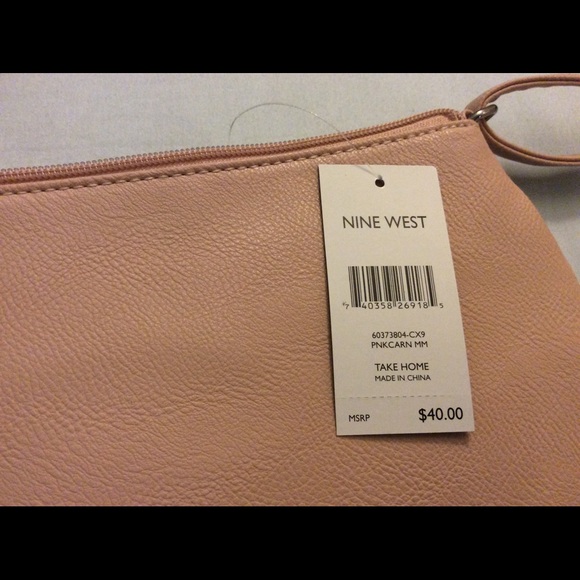 NINE WEST
7 40358 26918 5
60373804-CX9
PNKCARN MM
TAKE HOME
MADE IN CHINA
MSRP $40.00